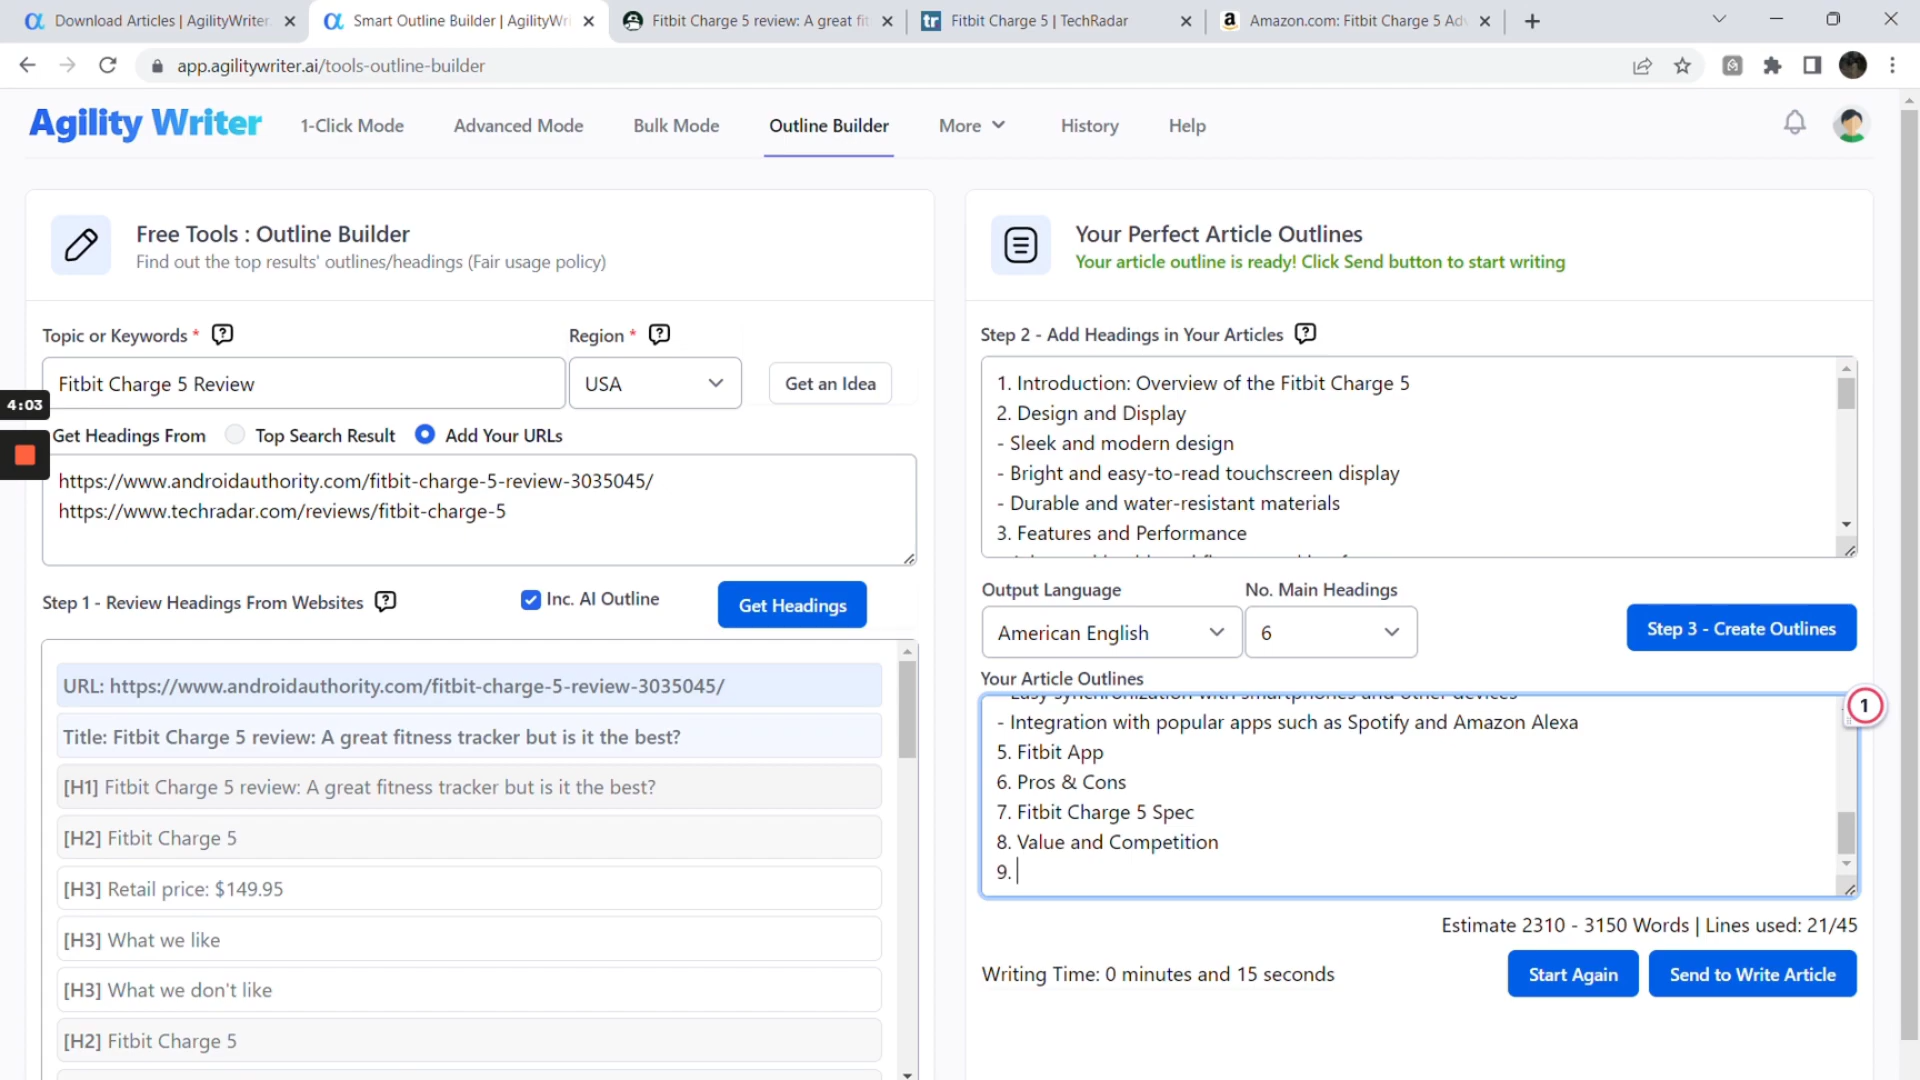 Download Articles | AgilityWriter
Smart Outline Builder | AgilityWri
Fitbit Charge 5 review: A great fit
Fitbit Charge 5 | TechRadar
Amazon.com: Fitbit Charge 5 Adv
app.agilitywriter.ai/tools-outline-builder
Agility Writer
1-Click Mode
Advanced Mode
Bulk Mode
Outline Builder
More
History
Help
Free Tools : Outline Builder
Find out the top results' outlines/headings (Fair usage policy)
Topic or Keywords *
Region *
Fitbit Charge 5 Review
USA
Get an Idea
4:03
Get Headings From
Top Search Result
Add Your URLs
https://www.androidauthority.com/fitbit-charge-5-review-3035045/
https://www.techradar.com/reviews/fitbit-charge-5
Step 1 - Review Headings From Websites
Inc. AI Outline
Get Headings
URL: https://www.androidauthority.com/fitbit-charge-5-review-3035045/
Title: Fitbit Charge 5 review: A great fitness tracker but is it the best?
[H1] Fitbit Charge 5 review: A great fitness tracker but is it the best?
[H2] Fitbit Charge 5
[H3] Retail price: $149.95
[H3] What we like
[H3] What we don't like
[H2] Fitbit Charge 5
Your Perfect Article Outlines
Your article outline is ready! Click Send button to start writing
Step 2 - Add Headings in Your Articles
1. Introduction: Overview of the Fitbit Charge 5
2. Design and Display
- Sleek and modern design
- Bright and easy-to-read touchscreen display
- Durable and water-resistant materials
3. Features and Performance
Output Language
No. Main Headings
American English
6
Step 3 - Create Outlines
Your Article Outlines
- Easy synchronization with smartphones and other devices
- Integration with popular apps such as Spotify and Amazon Alexa
5. Fitbit App
6. Pros & Cons
7. Fitbit Charge 5 Spec
8. Value and Competition
9.
1
Estimate 2310 - 3150 Words | Lines used: 21/45
Writing Time: 0 minutes and 15 seconds
Start Again
Send to Write Article